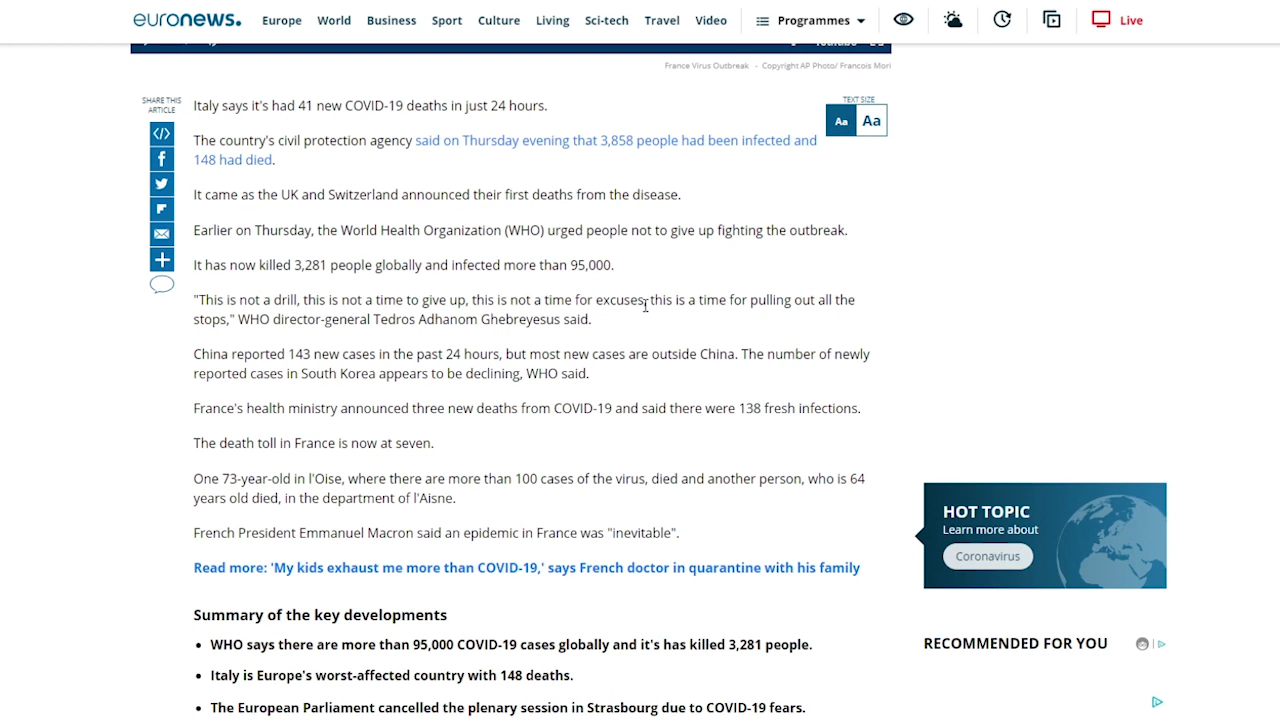 euronews.
Europe World Business Sport Culture Living Sci-tech Travel Video Programmes Live
France Virus Outbreak - Copyright AP Photo/ Francois Mori
SHARE THIS
ARTICLE
TEXT SIZE
Aa Aa
Italy says it's had 41 new COVID-19 deaths in just 24 hours.
The country's civil protection agency said on Thursday evening that 3,858 people had been infected and
148 had died.
It came as the UK and Switzerland announced their first deaths from the disease.
Earlier on Thursday, the World Health Organization (WHO) urged people not to give up fighting the outbreak.
It has now killed 3,281 people globally and infected more than 95,000.
"This is not a drill, this is not a time to give up, this is not a time for excuses, this is a time for pulling out all the
stops," WHO director-general Tedros Adhanom Ghebreyesus said.
China reported 143 new cases in the past 24 hours, but most new cases are outside China. The number of newly
reported cases in South Korea appears to be declining, WHO said.
France's health ministry announced three new deaths from COVID-19 and said there were 138 fresh infections.
The death toll in France is now at seven.
One 73-year-old in l'Oise, where there are more than 100 cases of the virus, died and another person, who is 64
years old died, in the department of l'Aisne.
French President Emmanuel Macron said an epidemic in France was "inevitable".
Read more: 'My kids exhaust me more than COVID-19,' says French doctor in quarantine with his family
Summary of the key developments
• WHO says there are more than 95,000 COVID-19 cases globally and it's has killed 3,281 people.
• Italy is Europe's worst-affected country with 148 deaths.
• The European Parliament cancelled the plenary session in Strasbourg due to COVID-19 fears.
HOT TOPIC
Learn more about
Coronavirus
RECOMMENDED FOR YOU